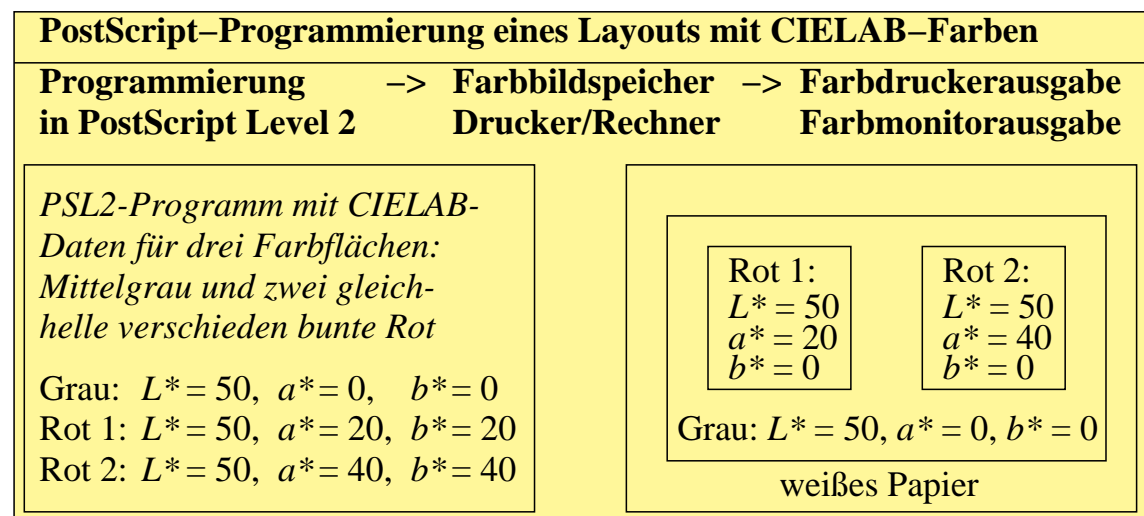 PostScript–Programmierung eines Layouts mit CIELAB–Farben
Programmierung –> Farbbildspeicher –> Farbdruckerausgabe
in PostScript Level 2 Drucker/Rechner Farbmonitorausgabe
PSL2-Programm mit CIELAB-
Daten für drei Farbflächen:
Mittelgrau und zwei gleich-
helle verschieden bunte Rot
Grau: L* = 50, a* = 0, b* = 0
Rot 1: L* = 50, a* = 20, b* = 20
Rot 2: L* = 50, a* = 40, b* = 40
Rot 1:
L* = 50
a* = 20
b* = 0
Rot 2:
L* = 50
a* = 40
b* = 0
Grau: L* = 50, a* = 0, b* = 0
weißes Papier